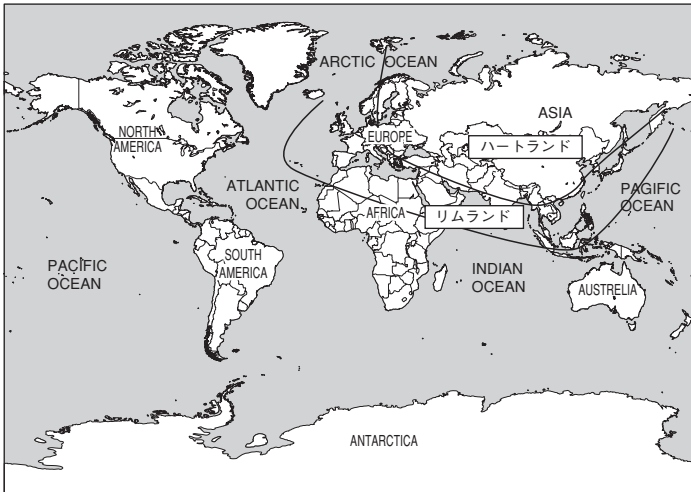 ARCTIC OCEAN
ASIA
NORTH
AMERICA
EUROPE
ハートランド
ATLANTIC
OCEAN
PAGIFIC
OCEAN
AFRICA
リムランド
SOUTH
AMERICA
PACIFIC
OCEAN
INDIAN
OCEAN
AUSTRELIA
ANTARCTICA